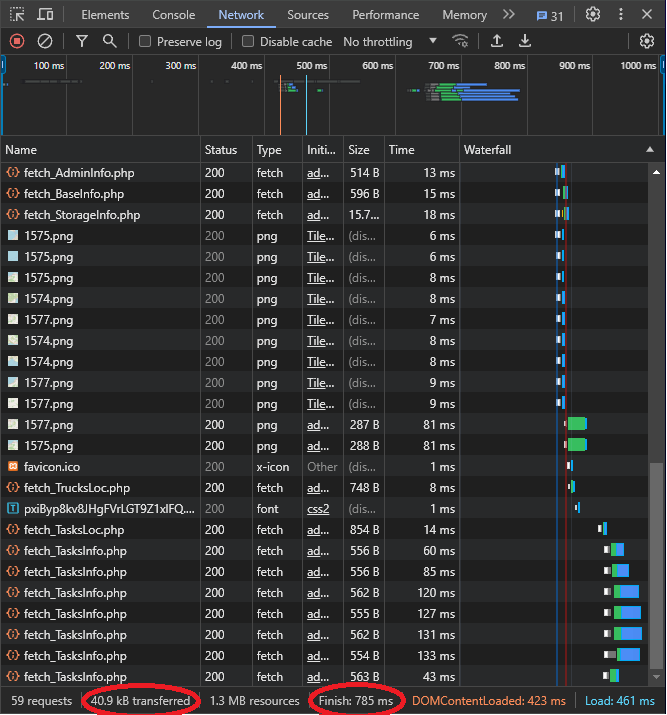 Elements Console Network Sources Performance Memory 31
Preserve log Disable cache No throttling
100 ms 200 ms 300 ms 400 ms 500 ms 600 ms 700 ms 800 ms 900 ms 1000 ms
Name Status Type Initi... Size Time Waterfall
fetch_AdminInfo.php 200 fetch ad... 514 B 13 ms
fetch_BaseInfo.php 200 fetch ad... 596 B 15 ms
fetch_StorageInfo.php 200 fetch ad... 15.7... 18 ms
1575.png 200 png Tile... (dis... 6 ms
1575.png 200 png Tile... (dis... 6 ms
1575.png 200 png Tile... (dis... 8 ms
1574.png 200 png Tile... (dis... 8 ms
1577.png 200 png Tile... (dis... 7 ms
1574.png 200 png Tile... (dis... 8 ms
1574.png 200 png Tile... (dis... 8 ms
1577.png 200 png Tile... (dis... 9 ms
1577.png 200 png Tile... (dis... 9 ms
1577.png 200 png ad... 287 B 81 ms
1575.png 200 png ad... 288 B 81 ms
favicon.ico 200 x-icon Other (dis... 1 ms
fetch_TrucksLoc.php 200 fetch ad... 748 B 8 ms
pxiByp8kv8JHgFVrLGT9Z1xlFQ.... 200 font css2 (dis... 1 ms
fetch_TasksLoc.php 200 fetch ad... 854 B 14 ms
fetch_TasksInfo.php 200 fetch ad... 556 B 60 ms
fetch_TasksInfo.php 200 fetch ad... 556 B 85 ms
fetch_TasksInfo.php 200 fetch ad... 562 B 120 ms
fetch_TasksInfo.php 200 fetch ad... 555 B 127 ms
fetch_TasksInfo.php 200 fetch ad... 562 B 131 ms
fetch_TasksInfo.php 200 fetch ad... 554 B 133 ms
fetch_TasksInfo.php 200 fetch ad... 563 B 43 ms
59 requests 40.9 kB transferred 1.3 MB resources Finish: 785 ms DOMContentLoaded: 423 ms Load: 461 ms